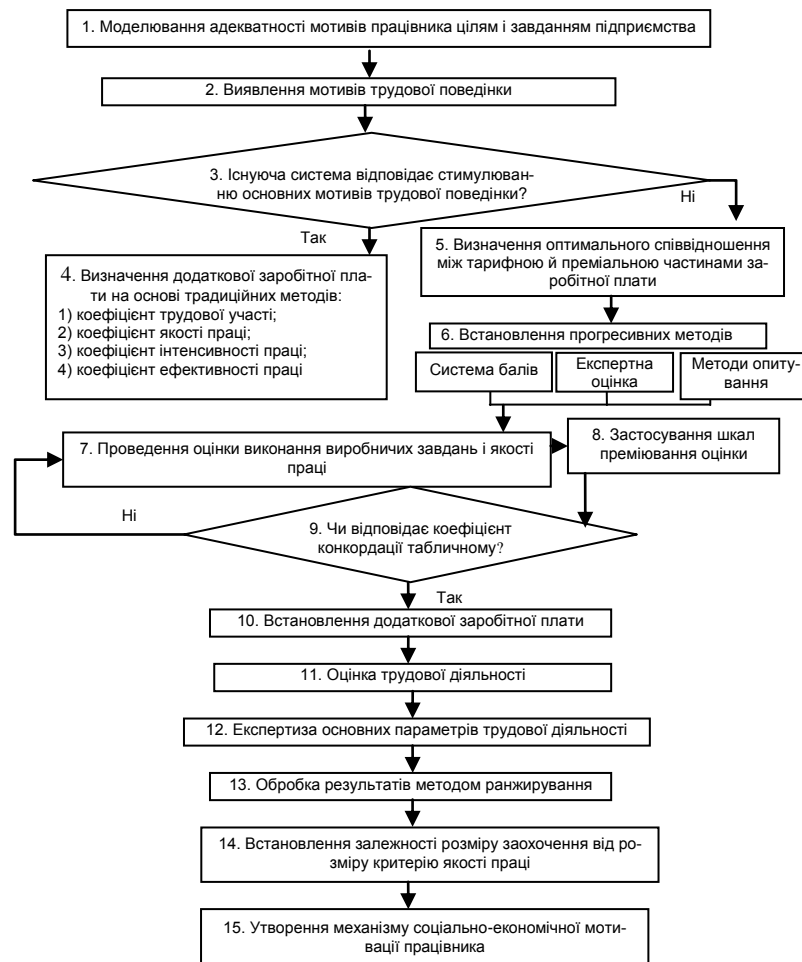 1. Моделювання адекватності мотивів працівника цілям і завданням підприємства
2. Виявлення мотивів трудової поведінки
3. Існуюча система відповідає стимулюван-
ню основних мотивів трудової поведінки?
Ні
Так
5. Визначення оптимального співвідношення
між тарифною й преміальною частинами за-
робітної плати
4. Визначення додаткової заробітної пла-
ти на основі традиційних методів:
1) коефіцієнт трудової участі;
2) коефіцієнт якості праці;
3) коефіцієнт інтенсивності праці;
4) коефіцієнт ефективності праці
6. Встановлення прогресивних методів
Система балів
Експертна
оцінка
Методи опиту-
вання
7. Проведення оцінки виконання виробничих завдань і якості
праці
8. Застосування шкал
преміювання оцінки
Ні
9. Чи відповідає коефіцієнт
конкордації табличному?
Так
10. Встановлення додаткової заробітної плати
11. Оцінка трудової діяльності
12. Експертиза основних параметрів трудової діяльності
13. Обробка результатів методом ранжирування
14. Встановлення залежності розміру заохочення від ро-
зміру критерію якості праці
15. Утворення механізму соціально-економічної моти-
вації працівника